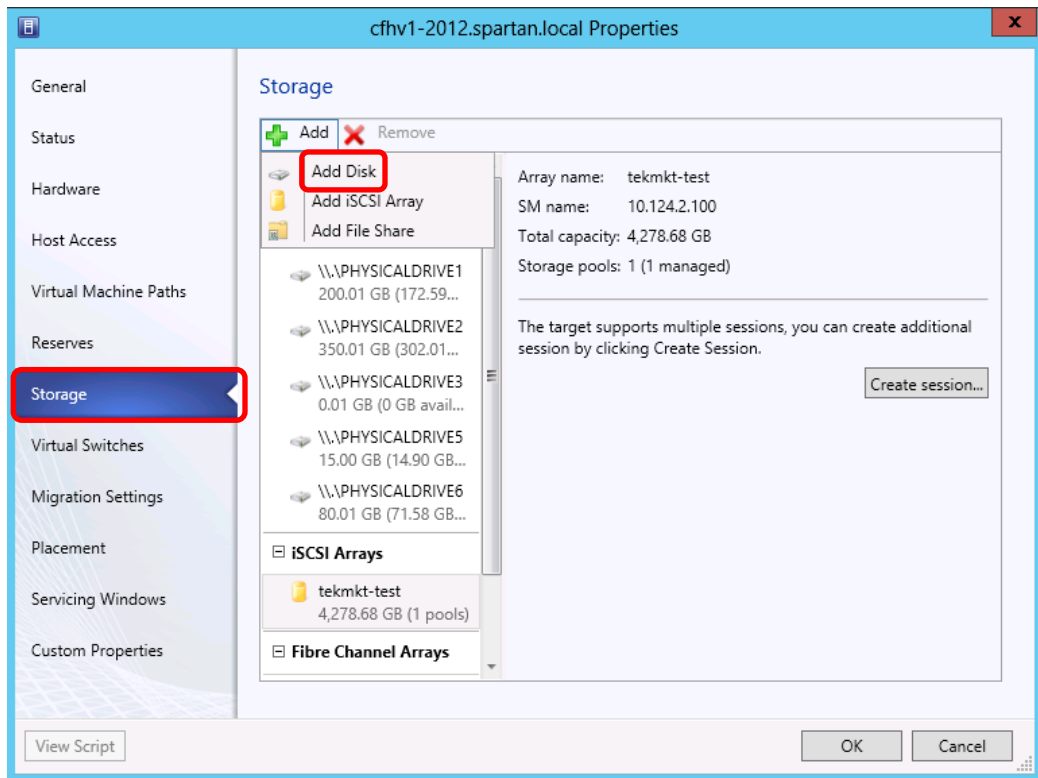 cfhv1-2012.spartan.local Properties
x
General
Status
Hardware
Host Access
Virtual Machine Paths
Reserves
Storage
Virtual Switches
Migration Settings
Placement
Servicing Windows
Custom Properties
Storage
Add Remove
Add Disk
Add iSCSI Array
Add File Share
\\.\PHYSICALDRIVE1
200.01 GB (172.59...
\\.\PHYSICALDRIVE2
350.01 GB (302.01...
\\.\PHYSICALDRIVE3
0.01 GB (0 GB avail...
\\.\PHYSICALDRIVE5
15.00 GB (14.90 GB...
\\.\PHYSICALDRIVE6
80.01 GB (71.58 GB...
iSCSI Arrays
tekmkt-test
4,278.68 GB (1 pools)
Fibre Channel Arrays
Array name: tekmkt-test
SM name: 10.124.2.100
Total capacity: 4,278.68 GB
Storage pools: 1 (1 managed)
The target supports multiple sessions, you can create additional
session by clicking Create Session.
Create session...
View Script
OK
Cancel